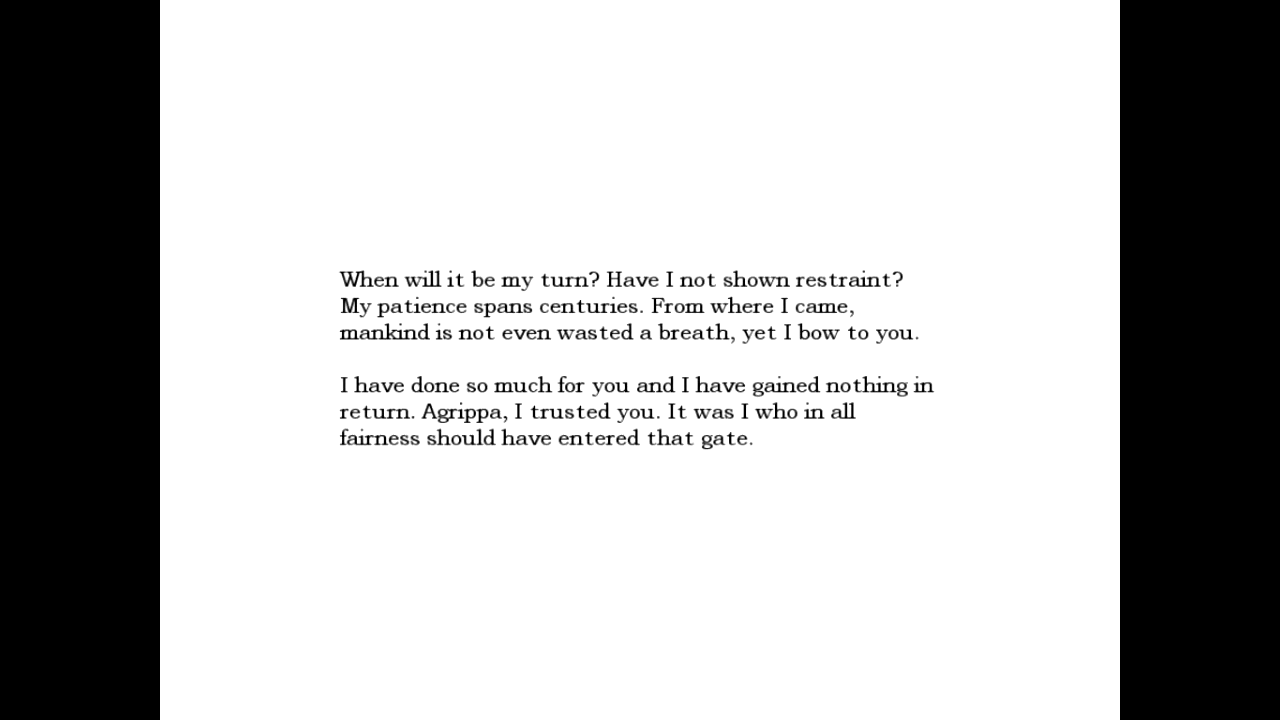 When will it be my turn? Have I not shown restraint?
My patience spans centuries. From where I came,
mankind is not even wasted a breath, yet I bow to you.
I have done so much for you and I have gained nothing in
return. Agrippa, I trusted you. It was I who in all
fairness should have entered that gate.